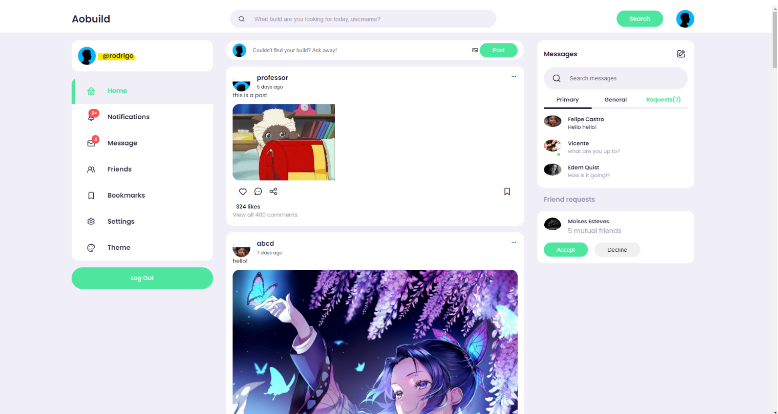 Aobuild
What build are you looking for today, username?
Search
@rodrigo
Home
9+
Notifications
Message
Friends
Bookmarks
Settings
Theme
Log Out
Couldn't find your build? Ask away!
Post
professor
5 days ago
this is a post
324 likes
View all 400 comments
abcd
7 days ago
hello!
Messages
Search messages
Primary General Requests(7)
Felipe Castro
Hello hello!
Vicente
what are you up to?
Edern Quist
How is it going!?
Friend requests
Moises Esteves
5 mutual friends
Accept Decline